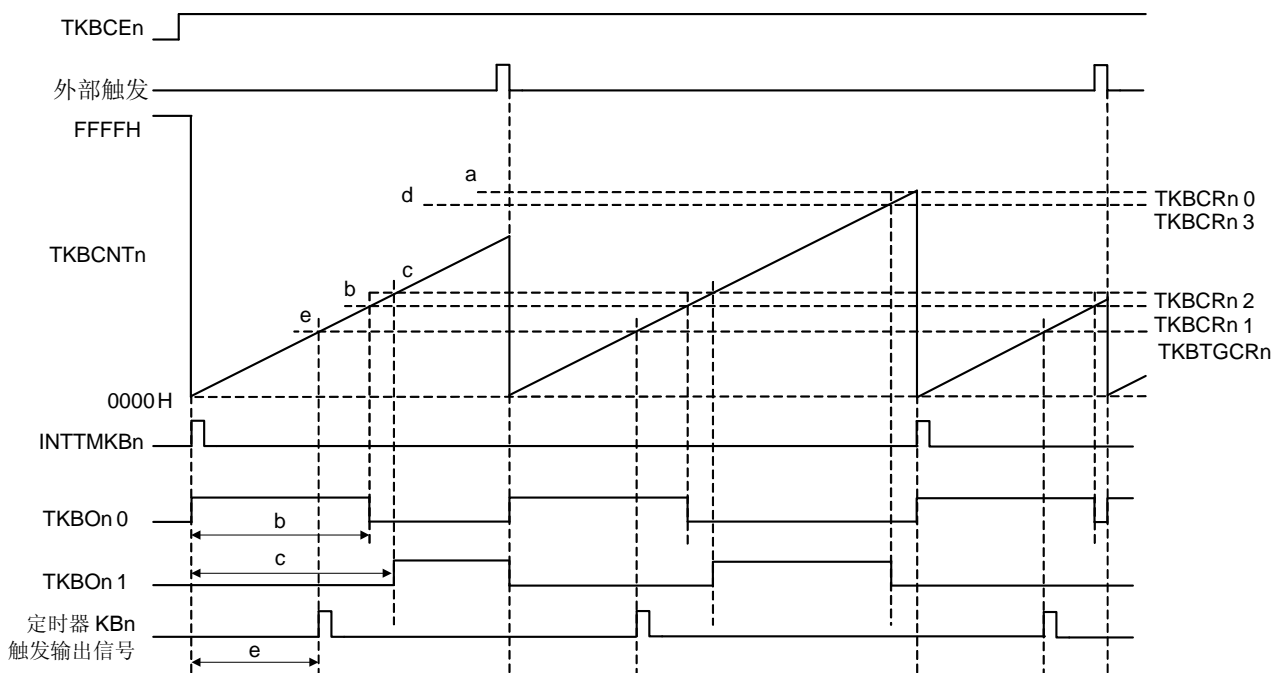 TKBCEn
外部触发
FFFFH
a
d
TKBCRn 0
TKBCRn 3
TKBCNTn
c
b
e
TKBCRn 2
TKBCRn 1
TKBTGCRn
0000H
INTTMKBn
TKBOn 0
b
c
TKBOn 1
定时器 KBn
触发输出信号
e